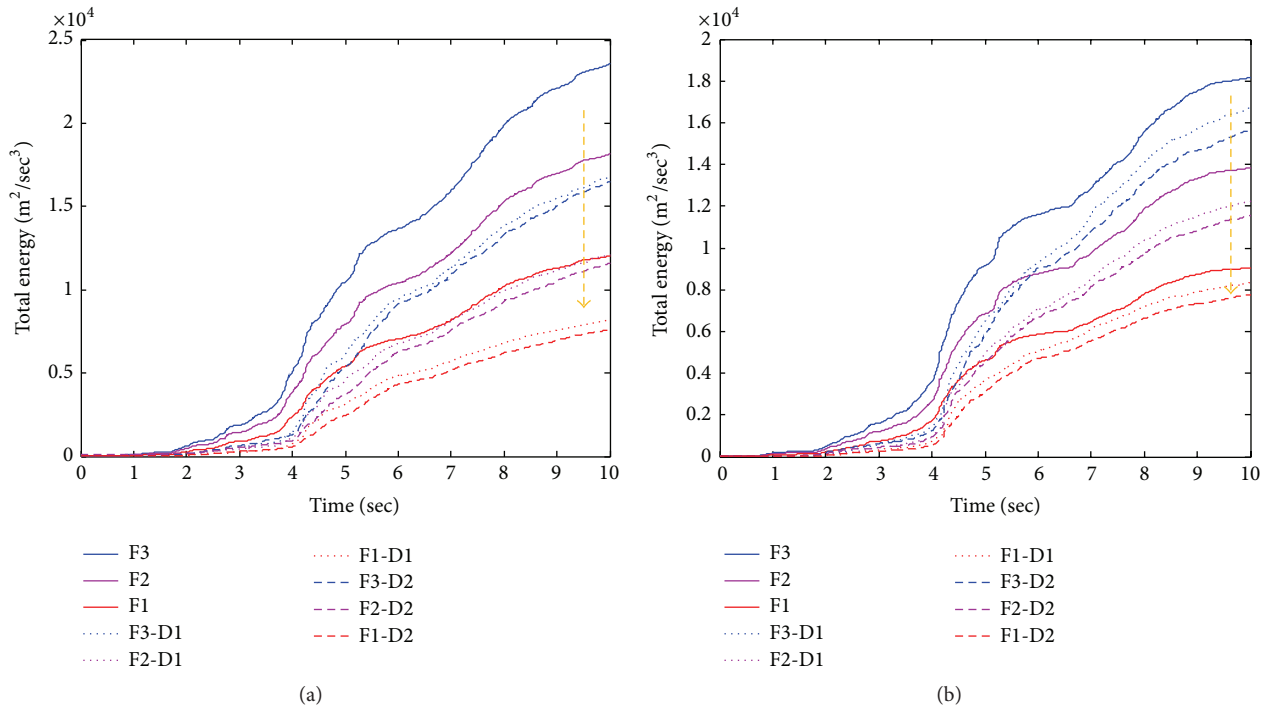 ×10⁴
2.5
2
1.5
1
0.5
0
Total energy (m²/sec³)
0 1 2 3 4 5 6 7 8 9 10
Time (sec)
F3
F2
F1
F3-D1
F2-D1
F1-D1
F3-D2
F2-D2
F1-D2
(a)
×10⁴
2
1.8
1.6
1.4
1.2
1
0.8
0.6
0.4
0.2
0
Total energy (m²/sec³)
0 1 2 3 4 5 6 7 8 9 10
Time (sec)
F3
F2
F1
F3-D1
F2-D1
F1-D1
F3-D2
F2-D2
F1-D2
(b)